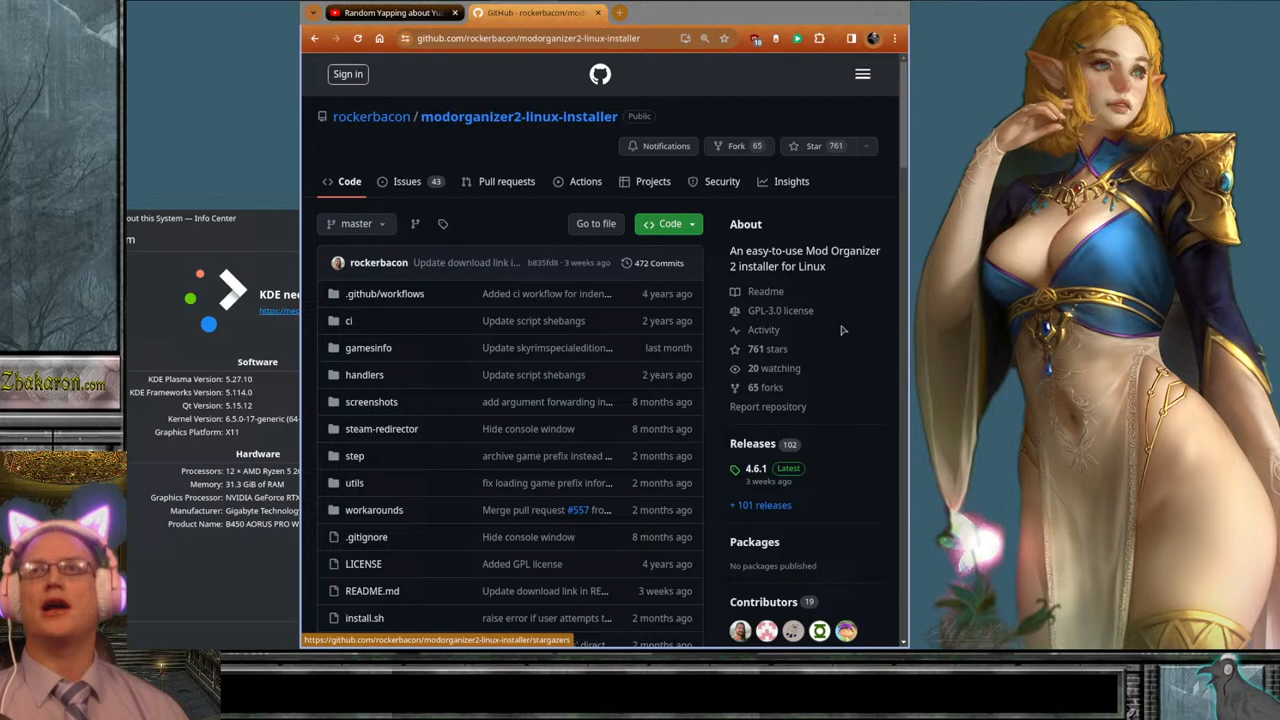 Random Yapping about Yu
GitHub - rockerbacon/mod
github.com/rockerbacon/modorganizer2-linux-installer
10
Sign in
rockerbacon / modorganizer2-linux-installer Public
Notifications
Fork 65
Star 761
Code
Issues 43
Pull requests
Actions
Projects
Security
Insights
master
Go to file
Code
rockerbacon Update download link i... b835fd8 · 3 weeks ago 472 Commits
.github/workflows Added ci workflow for inden... 4 years ago
ci Update script shebangs 2 years ago
gamesinfo Update skyrimspecialedition... last month
handlers Update script shebangs 2 years ago
screenshots add argument forwarding in... 8 months ago
steam-redirector Hide console window 8 months ago
step archive game prefix instead ... 2 months ago
utils fix loading game prefix infor... 2 months ago
workarounds Merge pull request #557 fro... 2 months ago
.gitignore Hide console window 8 months ago
LICENSE Added GPL license 4 years ago
README.md Update download link in RE... 3 weeks ago
install.sh raise error if user attempts t... 2 months ago
https://github.com/rockerbacon/modorganizer2-linux-installer/stargazers
About
An easy-to-use Mod Organizer
2 installer for Linux
Readme
GPL-3.0 license
Activity
761 stars
20 watching
65 forks
Report repository
Releases 102
4.6.1 Latest
3 weeks ago
+ 101 releases
Packages
No packages published
Contributors 19
out this System — Info Center
m
KDE neo
https://neo
Software
KDE Plasma Version: 5.27.10
KDE Frameworks Version: 5.114.0
Qt Version: 5.15.12
Kernel Version: 6.5.0-17-generic (64-
Graphics Platform: X11
Hardware
Processors: 12 × AMD Ryzen 5 2
Memory: 31.3 GiB of RAM
Graphics Processor: NVIDIA GeForce RTX
Manufacturer: Gigabyte Technolog
Product Name: B450 AORUS PRO W
Zhakaron.com